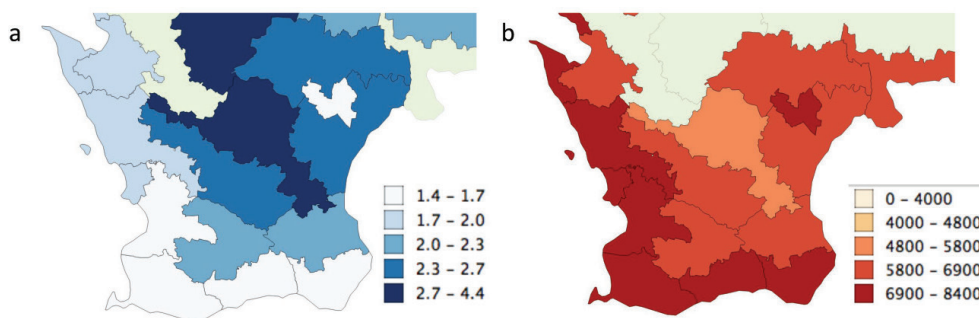 a
1.4 – 1.7
1.7 – 2.0
2.0 – 2.3
2.3 – 2.7
2.7 – 4.4
b
0 – 4000
4000 – 4800
4800 – 5800
5800 – 6900
6900 – 8400